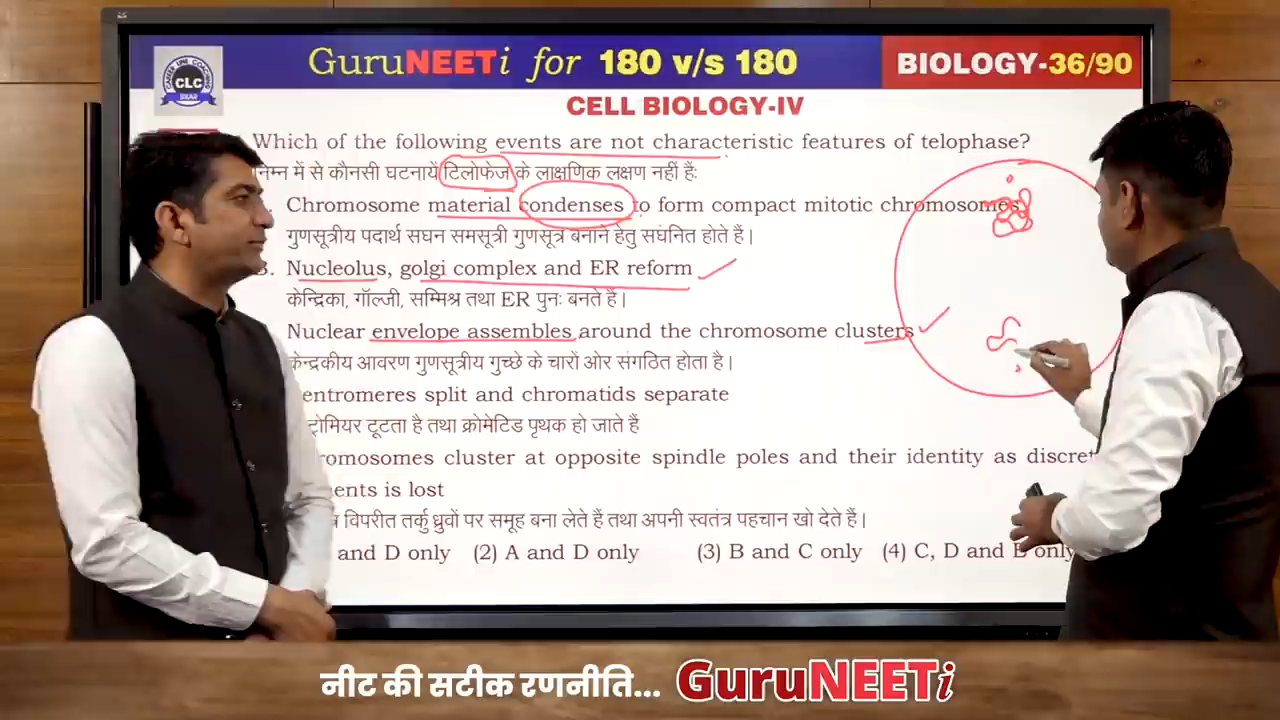 GuruNEETi for 180 v/s 180
BIOLOGY-36/90
CLC
CELL BIOLOGY-IV
Which of the following events are not characteristic features of telophase?
निम्न में से कौनसी घटनायें टिलोफेज के लाक्षणिक लक्षण नहीं हैः
Chromosome material condenses to form compact mitotic chromosomes
गुणसूत्रीय पदार्थ सघन समसूत्री गुणसूत्र बनाने हेतु संघनित होते हैं।
B. Nucleolus, golgi complex and ER reform
केन्द्रिका, गॉल्जी, सम्मिश्र तथा ER पुनः बनते हैं।
Nuclear envelope assembles around the chromosome clusters
केन्द्रकीय आवरण गुणसूत्रीय गुच्छे के चारों ओर संगठित होता है।
entromeres split and chromatids separate
ट्रोमियर टूटता है तथा क्रोमेटिड पृथक हो जाते हैं
romosomes cluster at opposite spindle poles and their identity as discret
ents is lost
विपरीत तर्कु ध्रुवों पर समूह बना लेते हैं तथा अपनी स्वतंत्र पहचान खो देते हैं।
and D only (2) A and D only (3) B and C only (4) C, D and E only
नीट की सटीक रणनीति... GuruNEETi